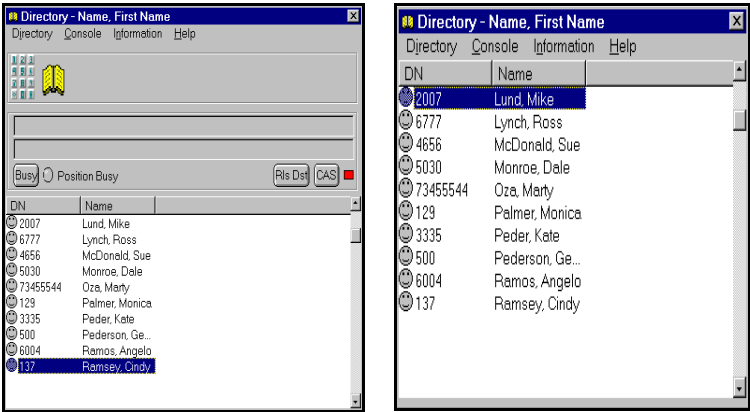 Directory - Name, First Name
Directory Console Information Help
Busy Position Busy Rls Dst CAS
DN Name
2007 Lund, Mike
6777 Lynch, Ross
4656 McDonald, Sue
5030 Monroe, Dale
73455544 Oza, Marty
129 Palmer, Monica
3335 Peder, Kate
500 Pederson, Ge...
6004 Ramos, Angelo
137 Ramsey, Cindy
Directory - Name, First Name
Directory Console Information Help
DN Name
2007 Lund, Mike
6777 Lynch, Ross
4656 McDonald, Sue
5030 Monroe, Dale
73455544 Oza, Marty
129 Palmer, Monica
3335 Peder, Kate
500 Pederson, Ge...
6004 Ramos, Angelo
137 Ramsey, Cindy